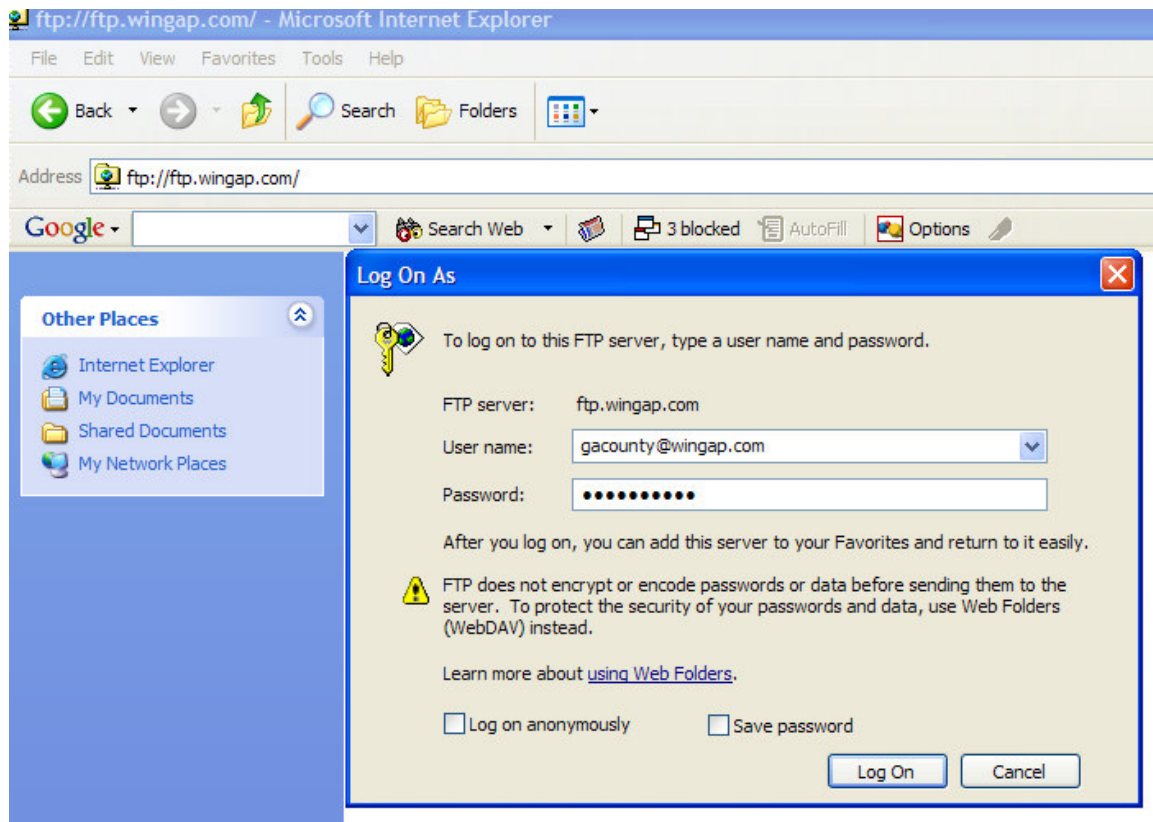 ftp://ftp.wingap.com/ - Microsoft Internet Explorer
File Edit View Favorites Tools Help
Back Search Folders
Address ftp://ftp.wingap.com/
Google Search Web 3 blocked AutoFill Options
Log On As
Other Places
Internet Explorer
My Documents
Shared Documents
My Network Places
To log on to this FTP server, type a user name and password.
FTP server: ftp.wingap.com
User name: gacounty@wingap.com
Password: ●●●●●●●●●●
After you log on, you can add this server to your Favorites and return to it easily.
FTP does not encrypt or encode passwords or data before sending them to the
server. To protect the security of your passwords and data, use Web Folders
(WebDAV) instead.
Learn more about using Web Folders.
Log on anonymously Save password
Log On Cancel